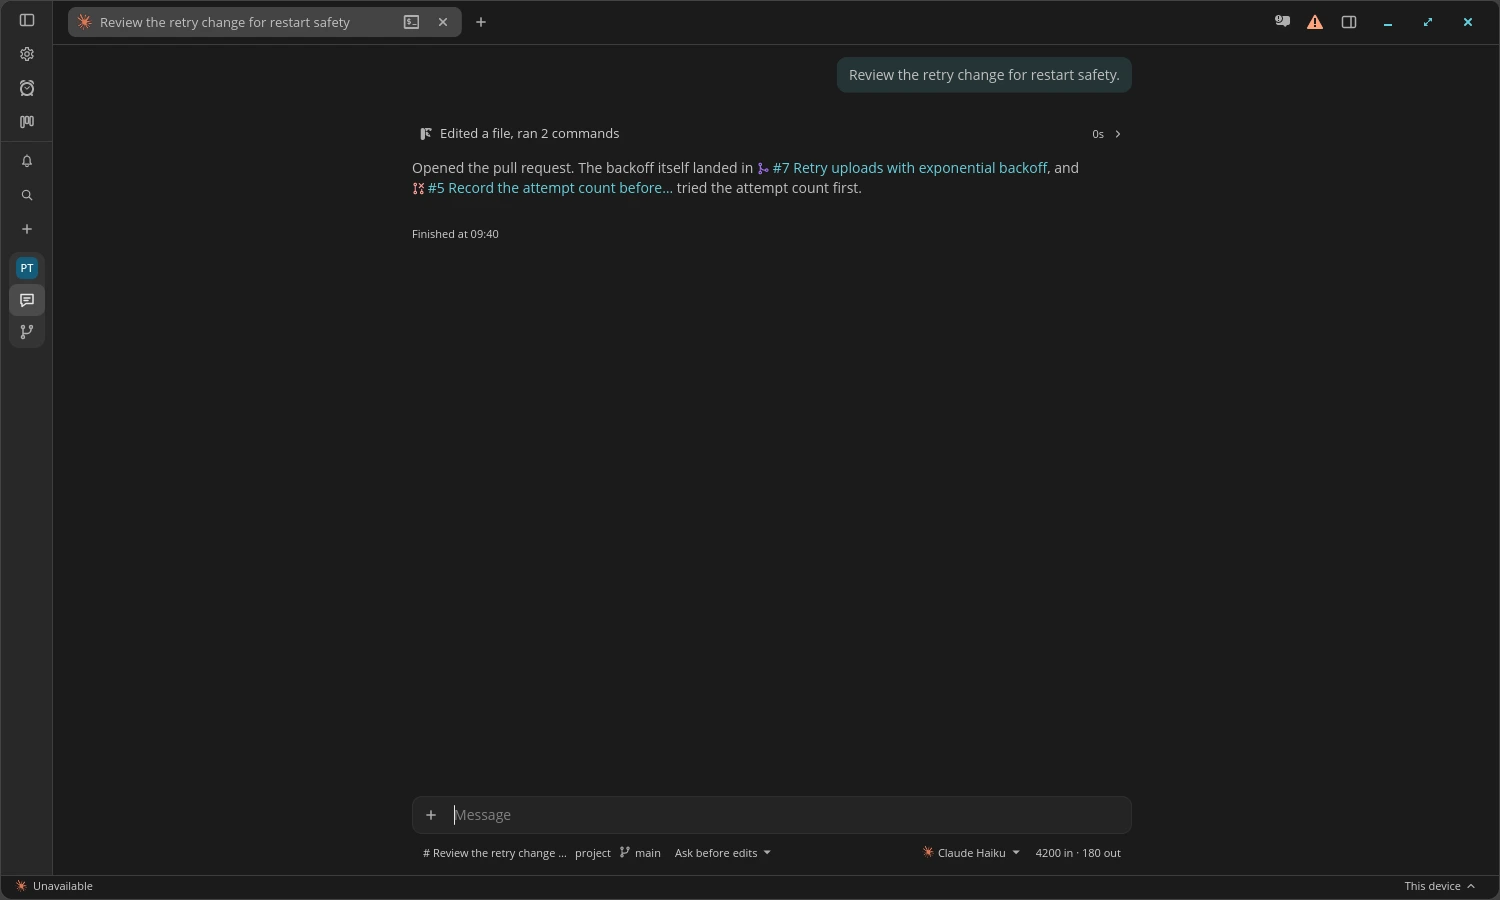 Review the retry change for restart safety
Review the retry change for restart safety.
Edited a file, ran 2 commands
0s
Opened the pull request. The backoff itself landed in #7 Retry uploads with exponential backoff, and
#5 Record the attempt count before... tried the attempt count first.
Finished at 09:40
PT
Message
# Review the retry change ... project main Ask before edits
Claude Haiku 4200 in · 180 out
Unavailable
This device